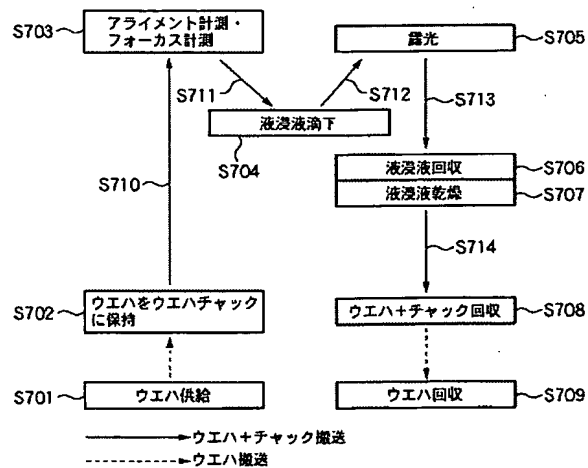 S703
アライメント計測・
フォーカス計測
露光
S705
S711
S712
S713
液浸液滴下
S704
S710
液浸液回収
S706
液浸液乾燥
S707
S714
S702
ウエハをウエハチャック
に保持
ウエハ+チャック回収
S708
S701
ウエハ供給
ウエハ回収
S709
ウエハ+チャック搬送
ウエハ搬送